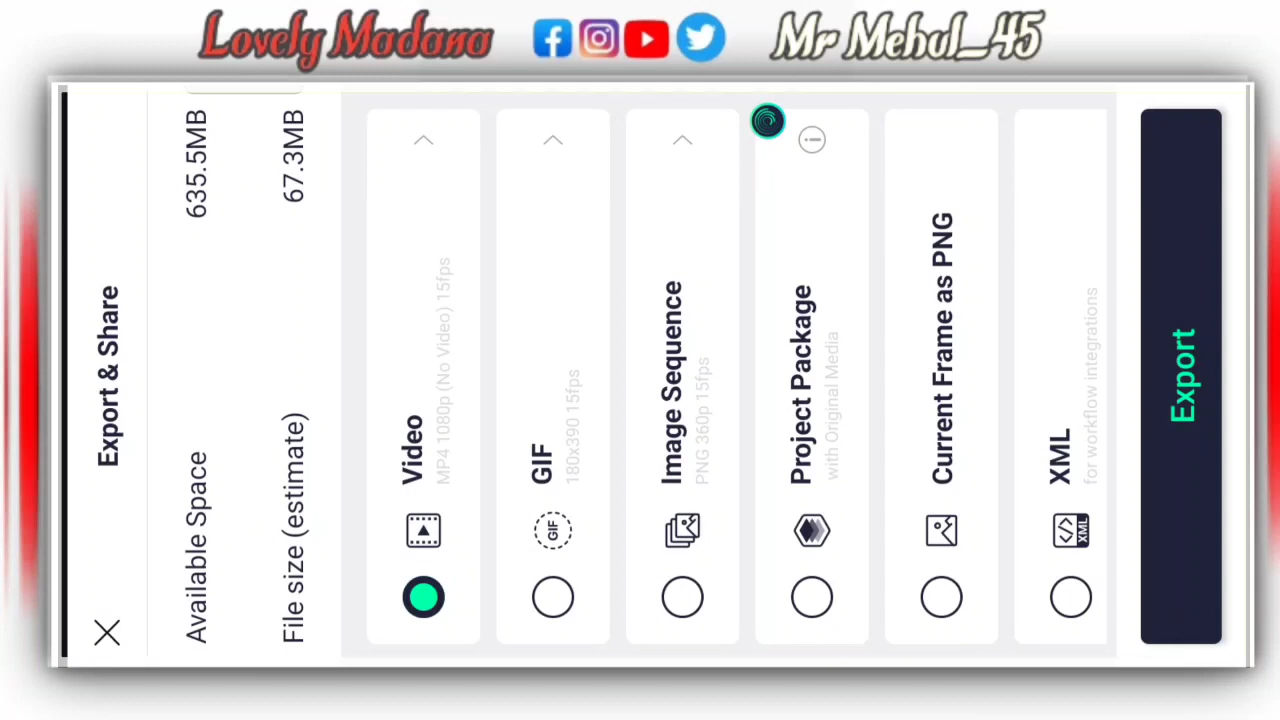 Lovely Madana
Mr Mehul_45
Export & Share
Available Space 635.5MB
File size (estimate) 67.3MB
Video
MP4 1080p (No Video) 15fps
GIF
GIF
180x390 15fps
Image Sequence
PNG 360p 15fps
Project Package
with Original Media
Current Frame as PNG
XML
XML
for workflow integrations
Export